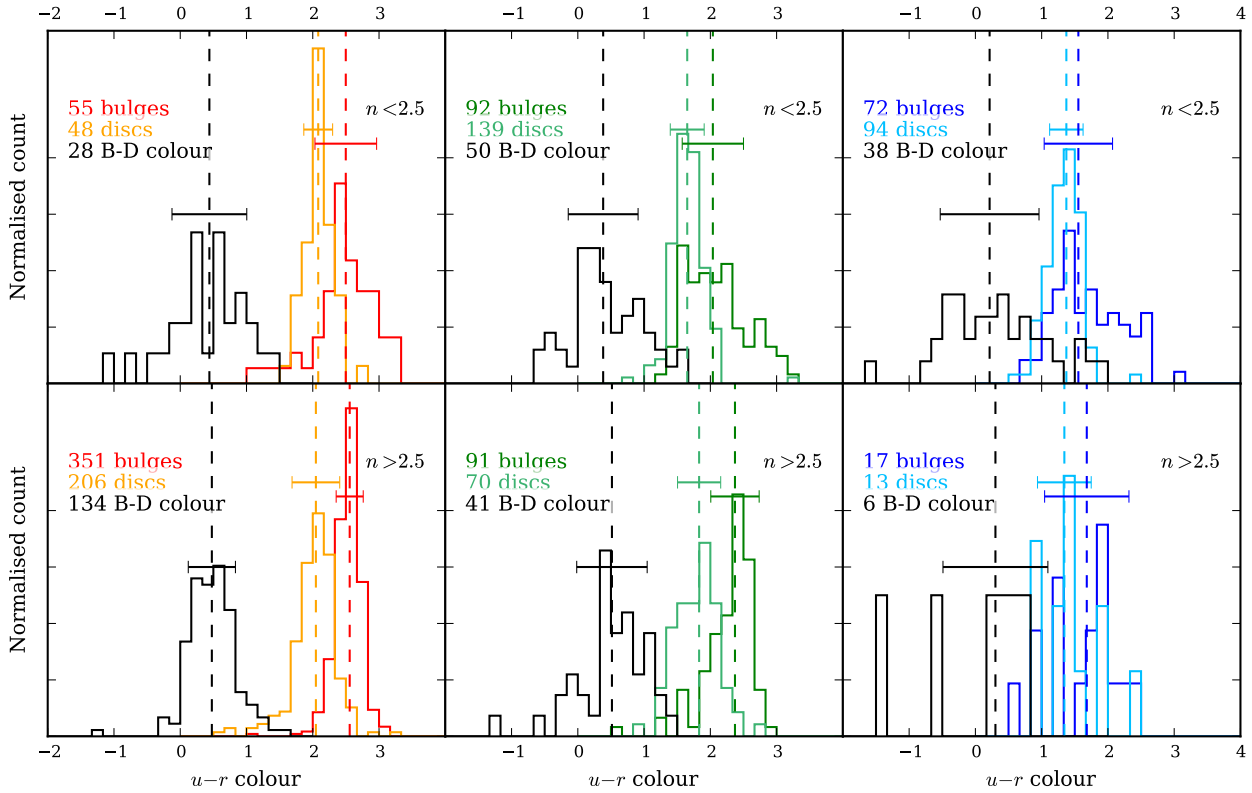 −2 −1 0 1 2 3 −1 0 1 2 3 −1 0 1 2 3 4
Normalised count
55 bulges
48 discs
28 B-D colour
n < 2.5
92 bulges
139 discs
50 B-D colour
n < 2.5
72 bulges
94 discs
38 B-D colour
n < 2.5
Normalised count
351 bulges
206 discs
134 B-D colour
n > 2.5
91 bulges
70 discs
41 B-D colour
n > 2.5
17 bulges
13 discs
6 B-D colour
n > 2.5
−2 −1 0 1 2 3 −1 0 1 2 3 −1 0 1 2 3 4
u−r colour
u−r colour
u−r colour